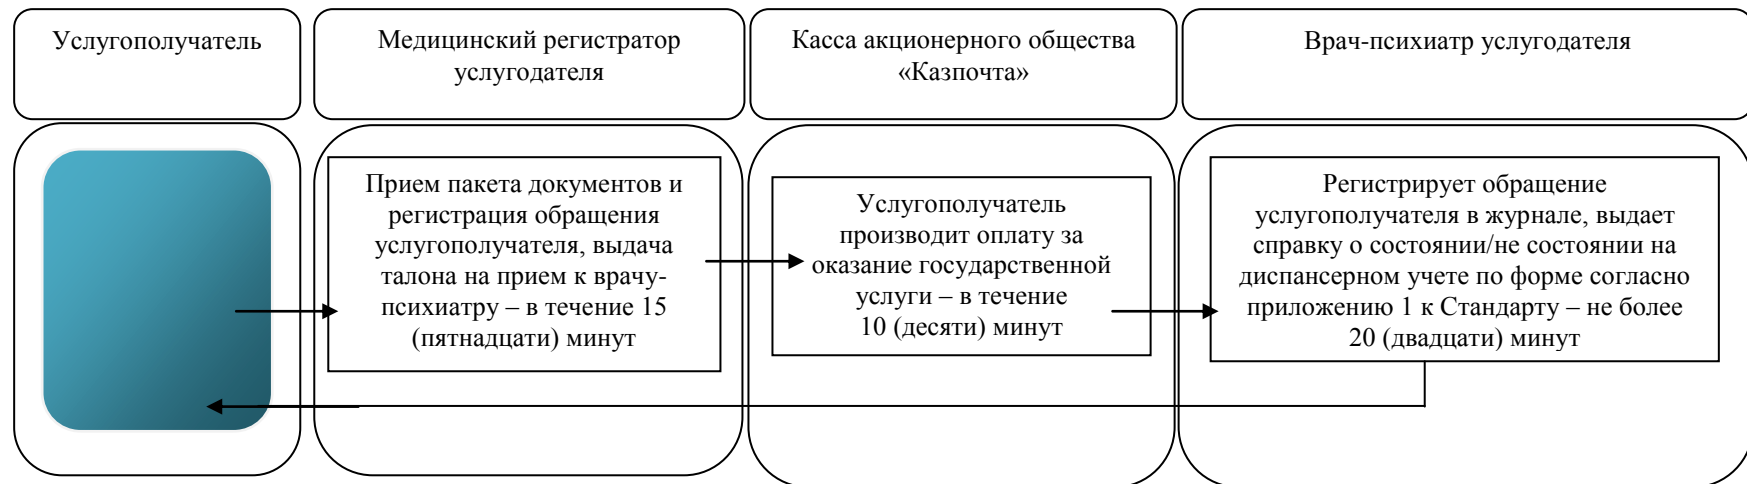 Услугополучатель
Медицинский регистратор
услугодателя
Касса акционерного общества
«Казпочта»
Врач-психиатр услугодателя
Прием пакета документов и
регистрация обращения
услугополучателя, выдача
талона на прием к врачу-
психиатру – в течение 15
(пятнадцати) минут
Услугополучатель
производит оплату за
оказание государственной
услуги – в течение
10 (десяти) минут
Регистрирует обращение
услугополучателя в журнале, выдает
справку о состоянии/не состоянии на
диспансерном учете по форме согласно
приложению 1 к Стандарту – не более
20 (двадцати) минут